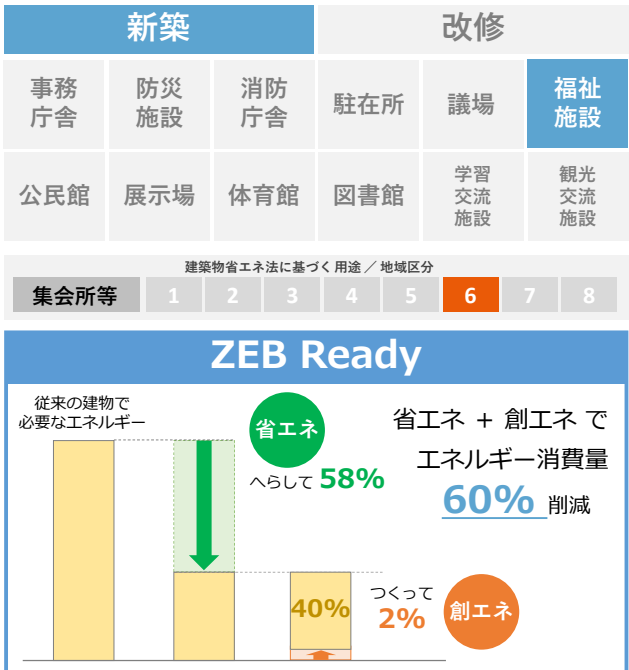 新築
改修
事務
庁舎
防災
施設
消防
庁舎
駐在所
議場
福祉
施設
公民館
展示場
体育館
図書館
学習
交流
施設
観光
交流
施設
建築物省エネ法に基づく用途／地域区分
集会所等 1 2 3 4 5 6 7 8
ZEB Ready
従来の建物で
必要なエネルギー
省エネ
へらして 58%
省エネ + 創エネ で
エネルギー消費量
60% 削減
40%
つくって
2%
創エネ